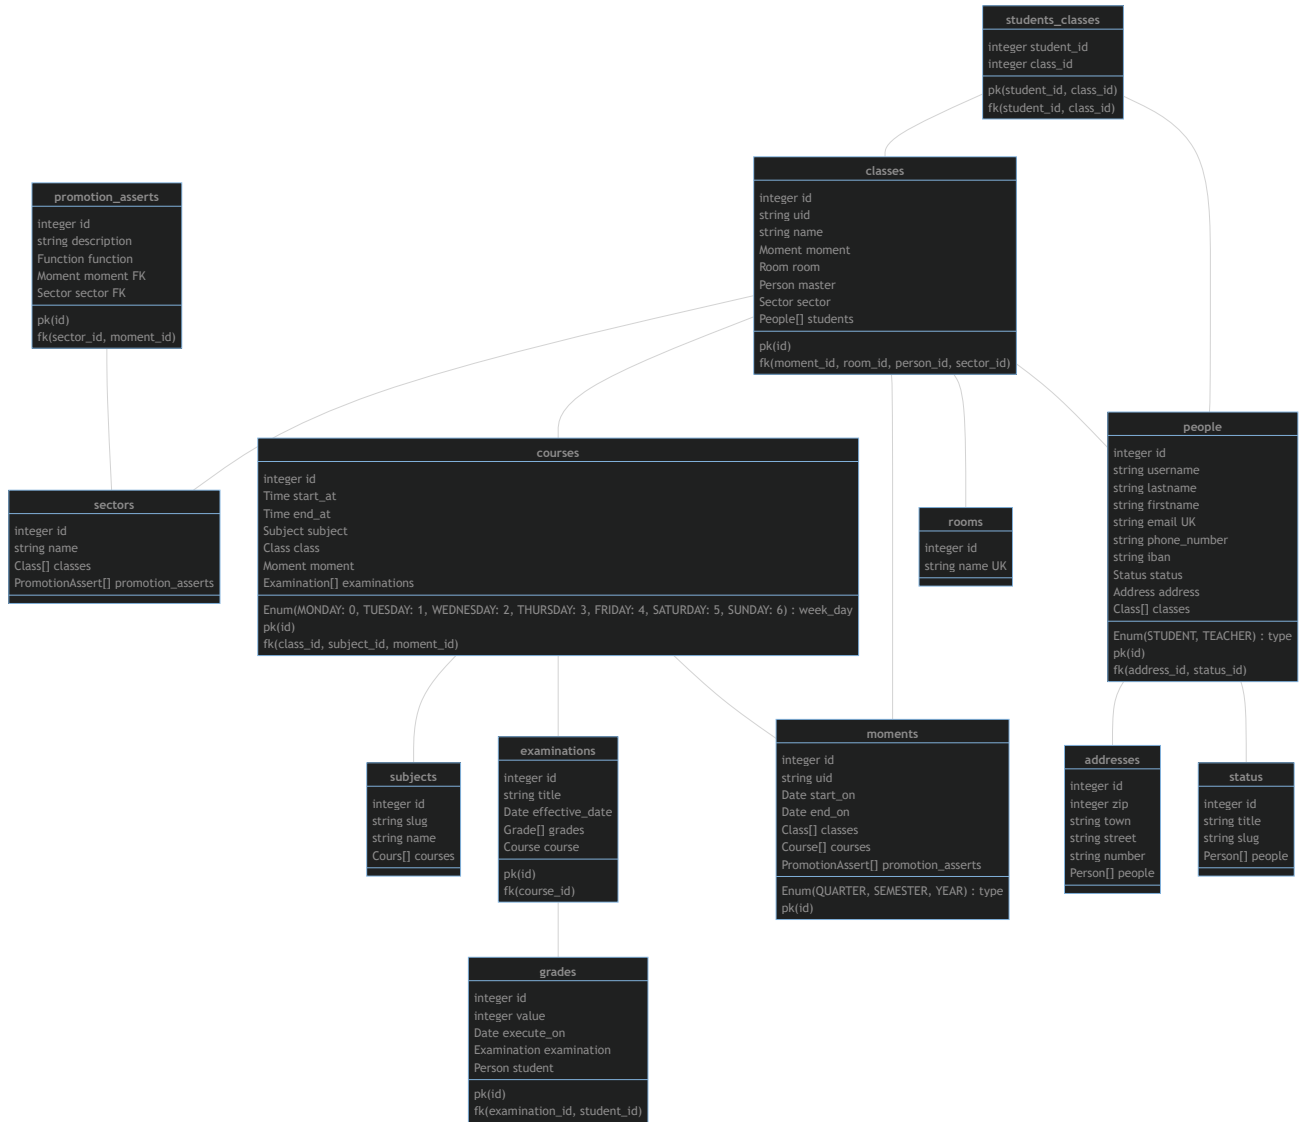 students_classes
integer student_id
integer class_id
pk(student_id, class_id)
fk(student_id, class_id)
classes
integer id
string uid
string name
Moment moment
Room room
Person master
Sector sector
People[] students
pk(id)
fk(moment_id, room_id, person_id, sector_id)
promotion_asserts
integer id
string description
Function function
Moment moment FK
Sector sector FK
pk(id)
fk(sector_id, moment_id)
people
integer id
string username
string lastname
string firstname
string email UK
string phone_number
string iban
Status status
Address address
Class[] classes
Enum(STUDENT, TEACHER) : type
pk(id)
fk(address_id, status_id)
courses
integer id
Time start_at
Time end_at
Subject subject
Class class
Moment moment
Examination[] examinations
Enum(MONDAY: 0, TUESDAY: 1, WEDNESDAY: 2, THURSDAY: 3, FRIDAY: 4, SATURDAY: 5, SUNDAY: 6) : week_day
pk(id)
fk(class_id, subject_id, moment_id)
sectors
integer id
string name
Class[] classes
PromotionAssert[] promotion_asserts
rooms
integer id
string name UK
subjects
integer id
string slug
string name
Cours[] courses
examinations
integer id
string title
Date effective_date
Grade[] grades
Course course
pk(id)
fk(course_id)
moments
integer id
string uid
Date start_on
Date end_on
Class[] classes
Course[] courses
PromotionAssert[] promotion_asserts
Enum(QUARTER, SEMESTER, YEAR) : type
pk(id)
addresses
integer id
integer zip
string town
string street
string number
Person[] people
status
integer id
string title
string slug
Person[] people
grades
integer id
integer value
Date execute_on
Examination examination
Person student
pk(id)
fk(examination_id, student_id)